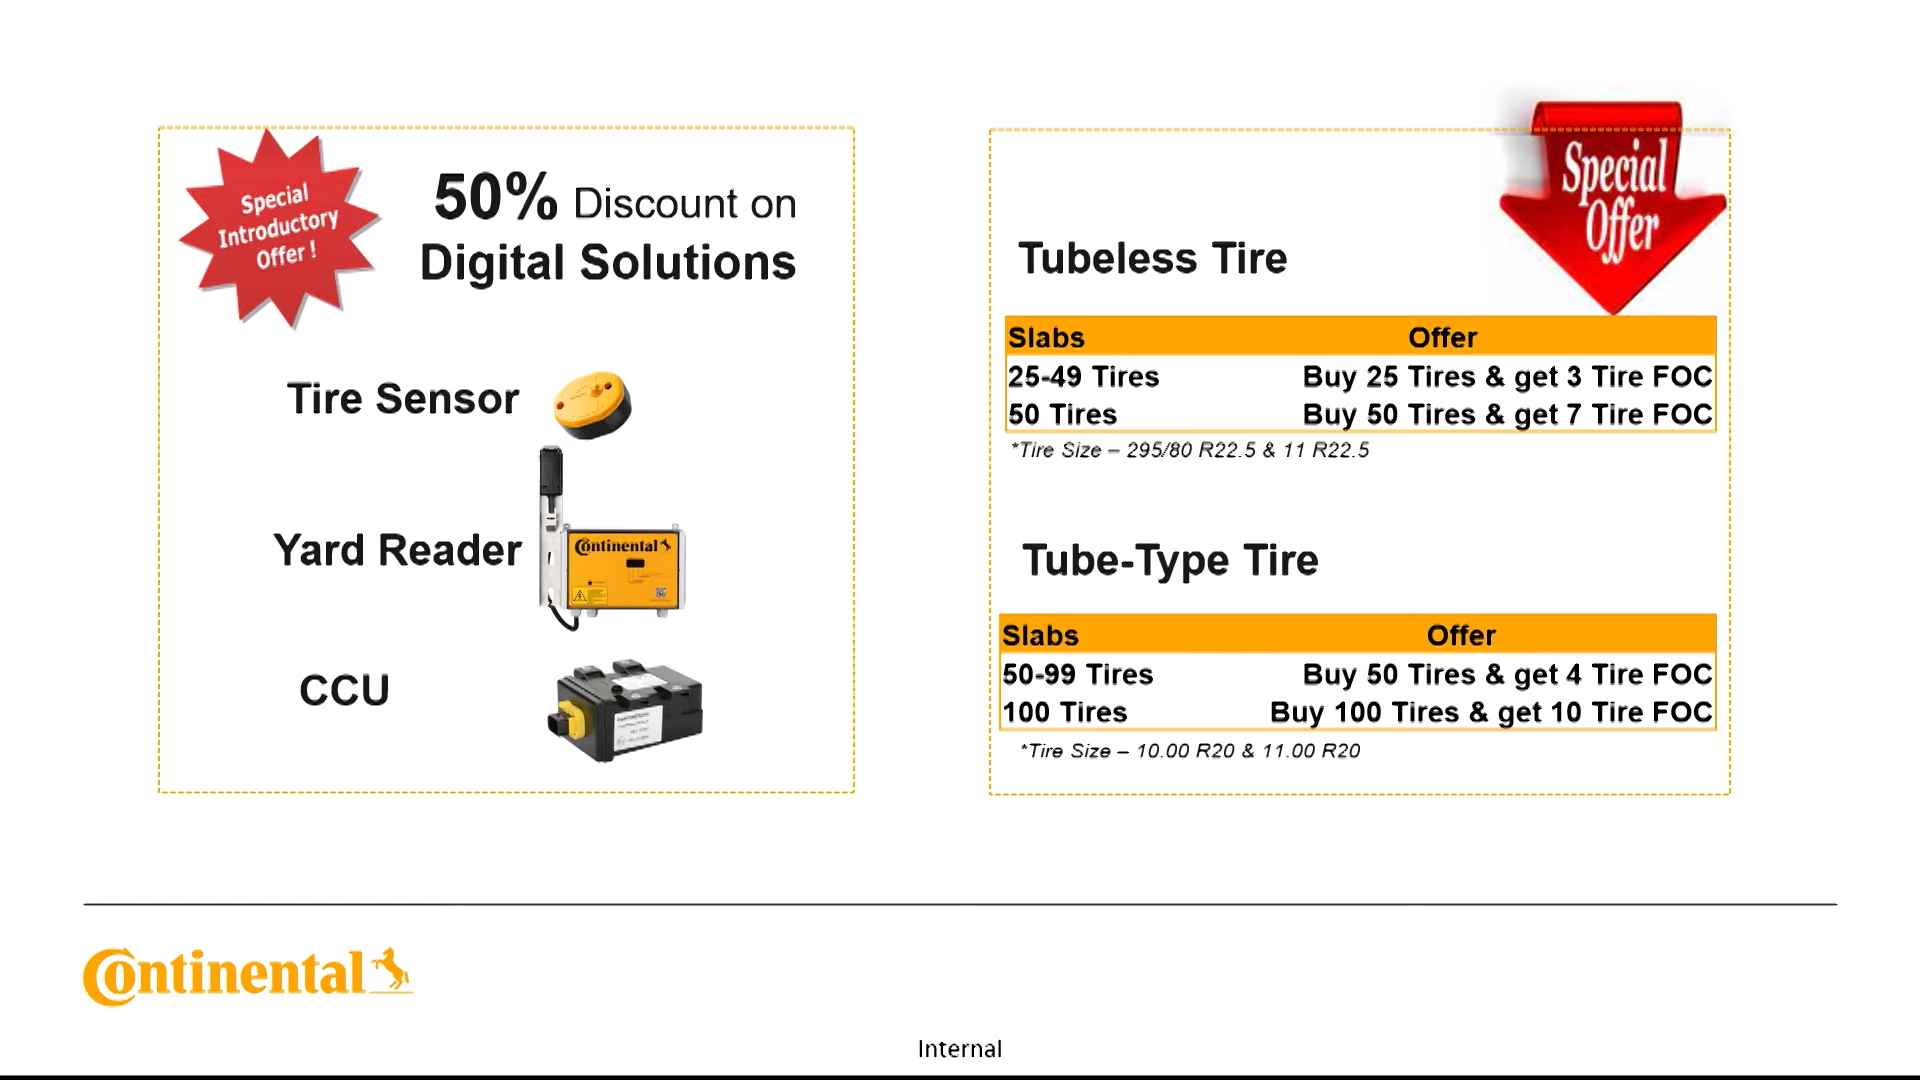 Special
Introductory
Offer !
50% Discount on
Digital Solutions
Tire Sensor
Yard Reader
Continental
CCU
Special
Offer
Tubeless Tire
Slabs Offer
25-49 Tires Buy 25 Tires & get 3 Tire FOC
50 Tires Buy 50 Tires & get 7 Tire FOC
*Tire Size – 295/80 R22.5 & 11 R22.5
Tube-Type Tire
Slabs Offer
50-99 Tires Buy 50 Tires & get 4 Tire FOC
100 Tires Buy 100 Tires & get 10 Tire FOC
*Tire Size – 10.00 R20 & 11.00 R20
Continental
Internal